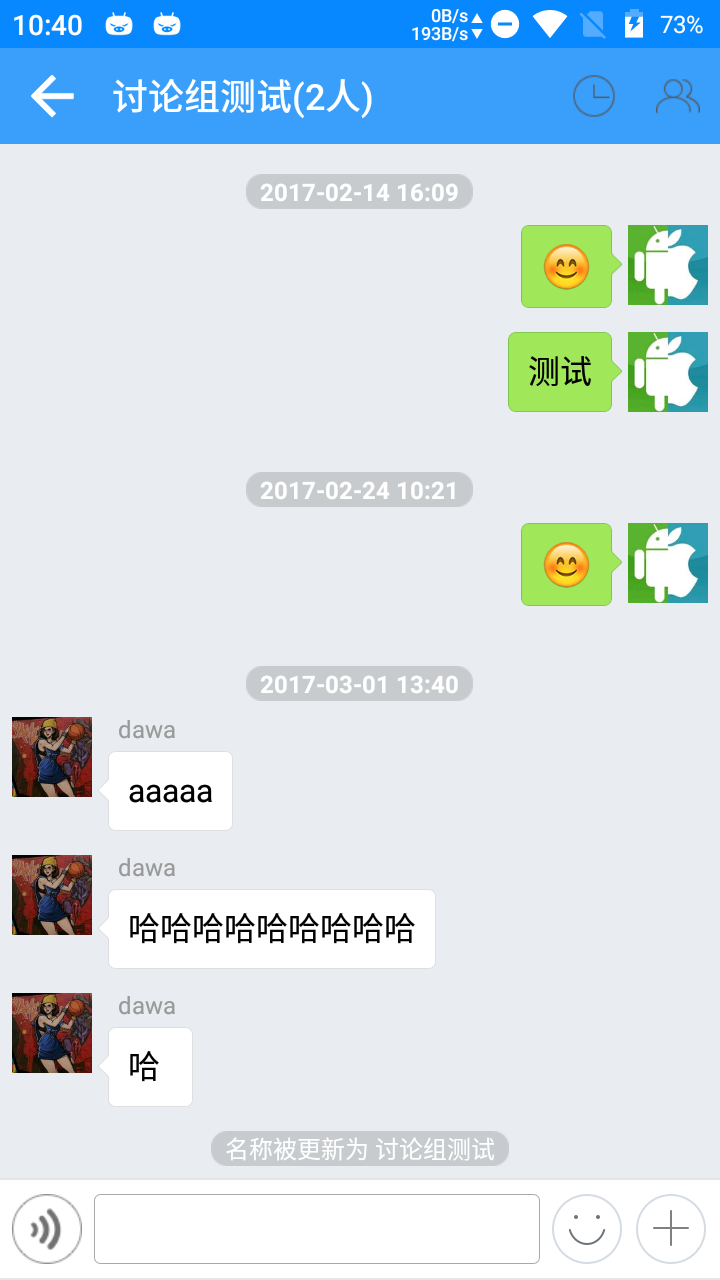 10:40
0B/s
193B/s
73%
讨论组测试(2人)
2017-02-14 16:09
😊
测试
2017-02-24 10:21
😊
2017-03-01 13:40
dawa
aaaaa
dawa
哈哈哈哈哈哈哈哈哈
dawa
哈
名称被更新为 讨论组测试